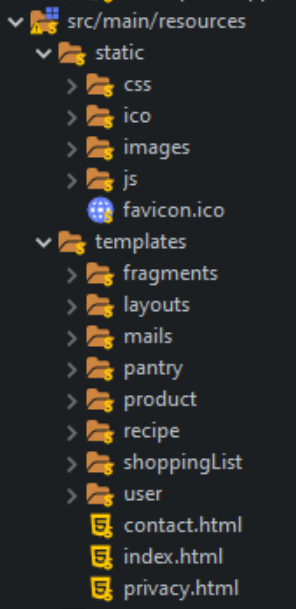 src/main/resources
static
css
ico
images
js
favicon.ico
templates
fragments
layouts
mails
pantry
product
recipe
shoppingList
user
contact.html
index.html
privacy.html